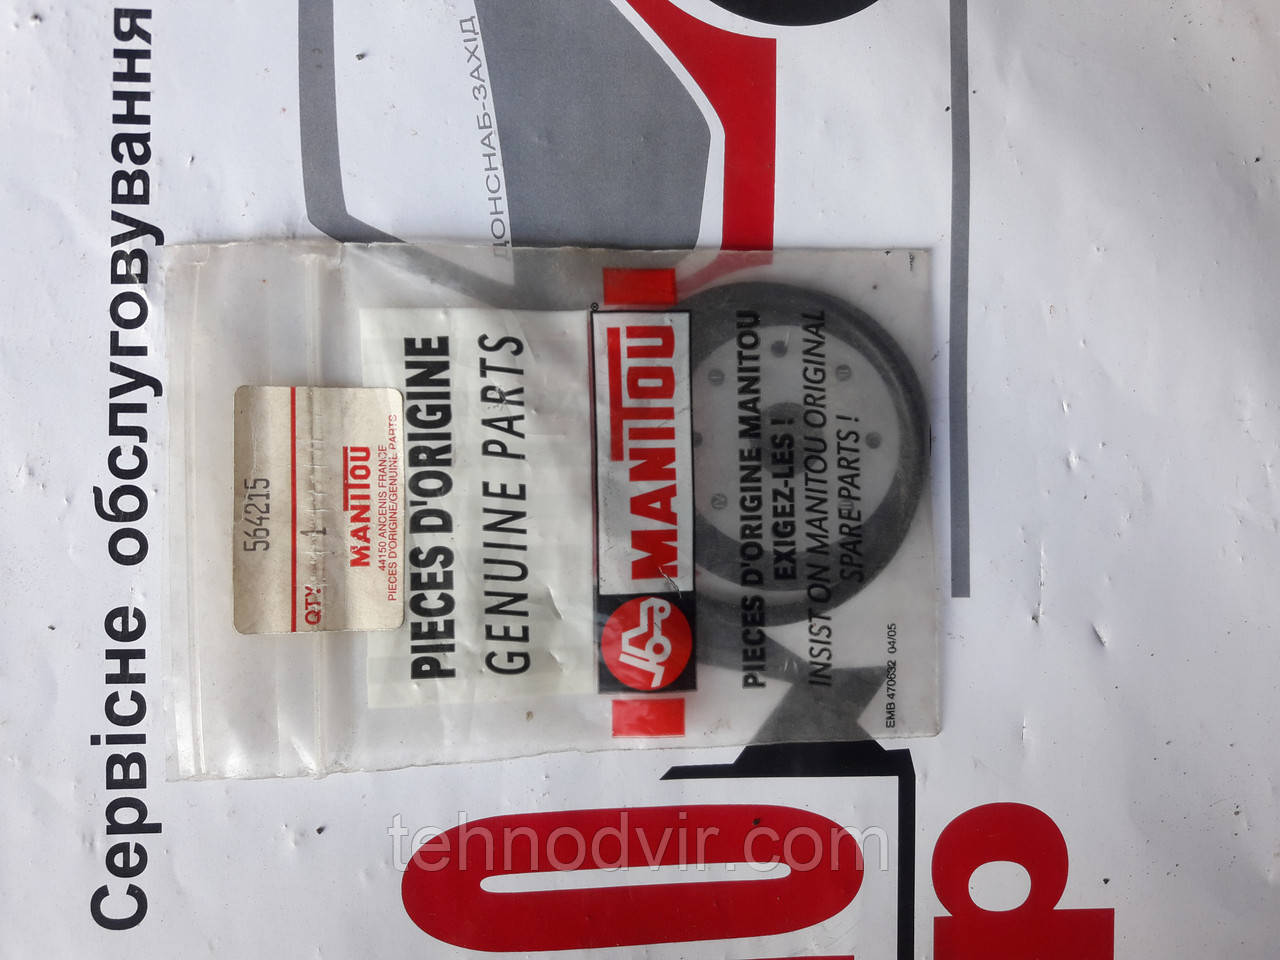 Сервісне обслуговування
ДОНСНАБ-ЗАХІД
564215
QTY 1
MANITOU
44150 ANCENIS FRANCE
PIECES D'ORIGINE/GENUINE PARTS
PIECES D'ORIGINE
GENUINE PARTS
MANITOU
®
PIECES D'ORIGINE MANITOU
EXIGEZ-LES !
INSIST ON MANITOU ORIGINAL
SPARE PARTS !
EMB 470632 04/05
tehnodvir.com